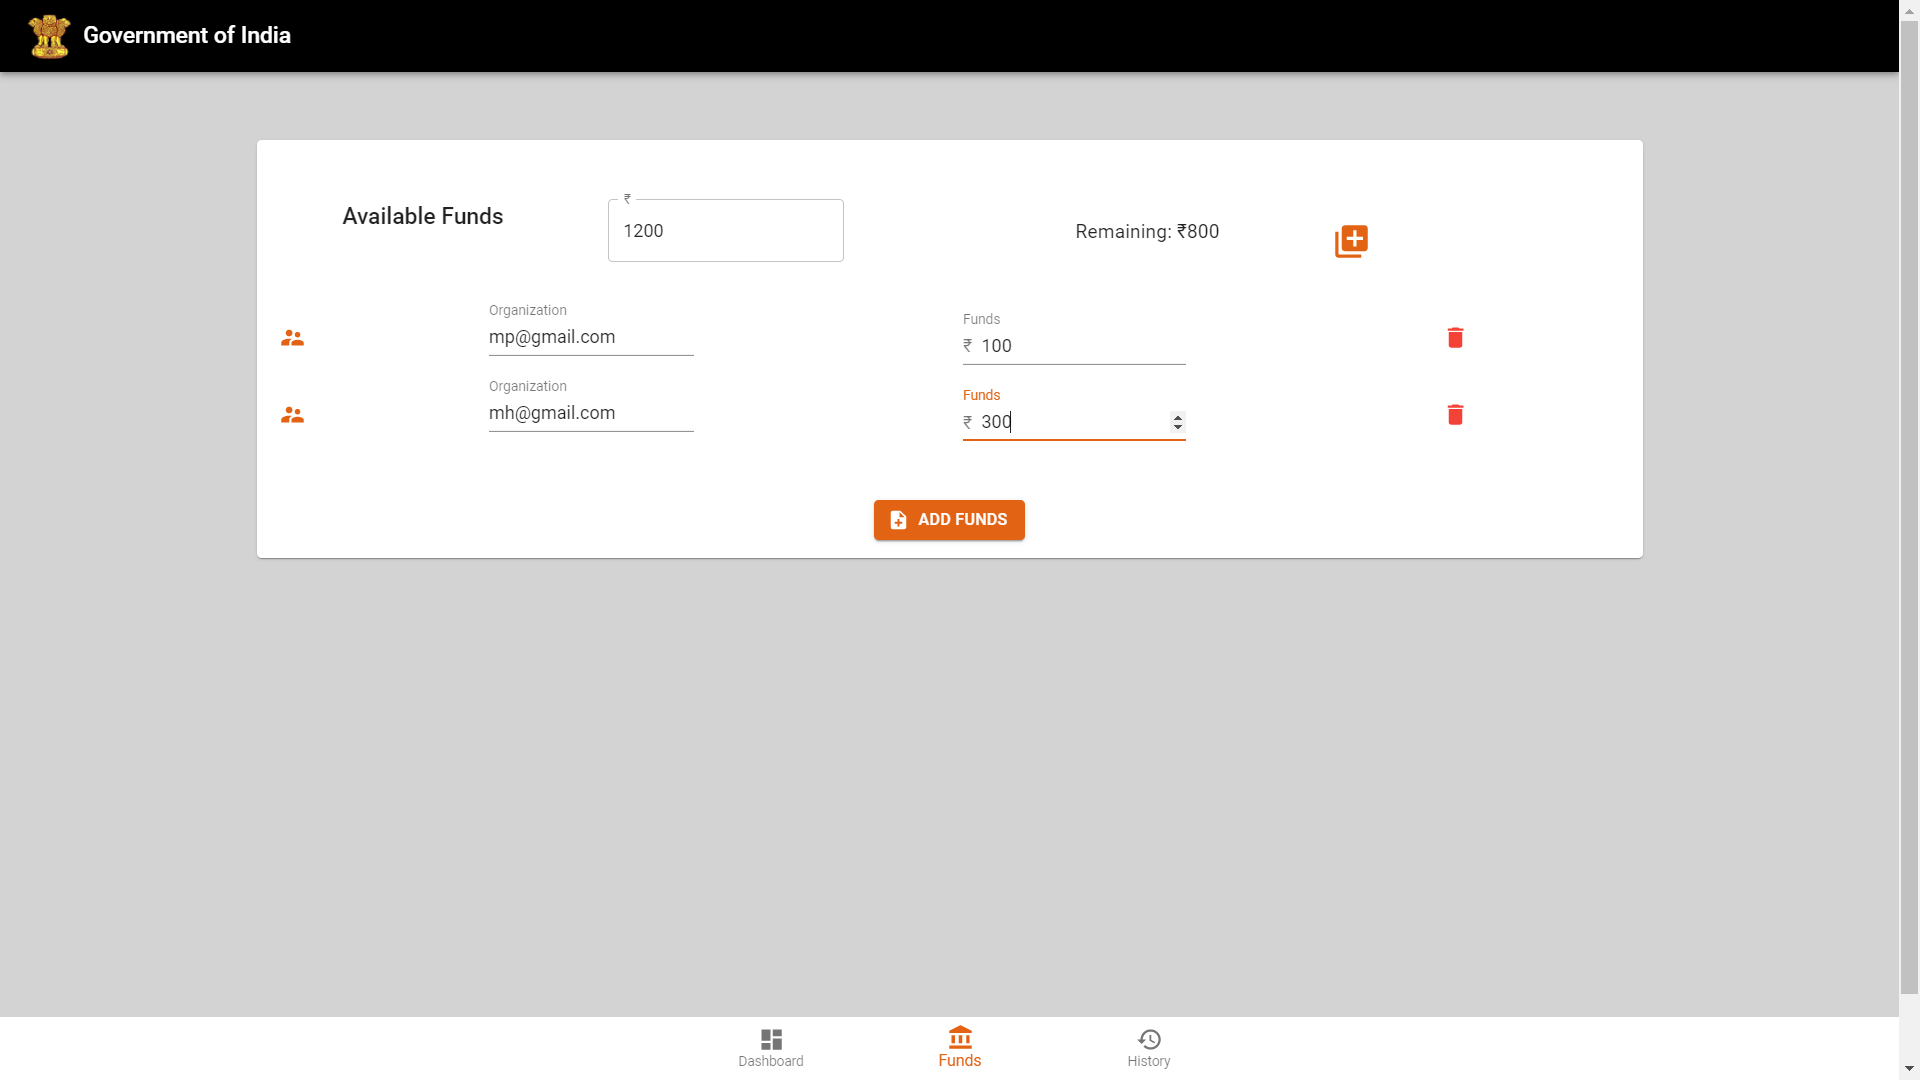 Government of India
Available Funds
₹
1200
Remaining: ₹800
Organization
mp@gmail.com
Funds
₹ 100
Organization
mh@gmail.com
Funds
₹ 300
ADD FUNDS
Dashboard
Funds
History